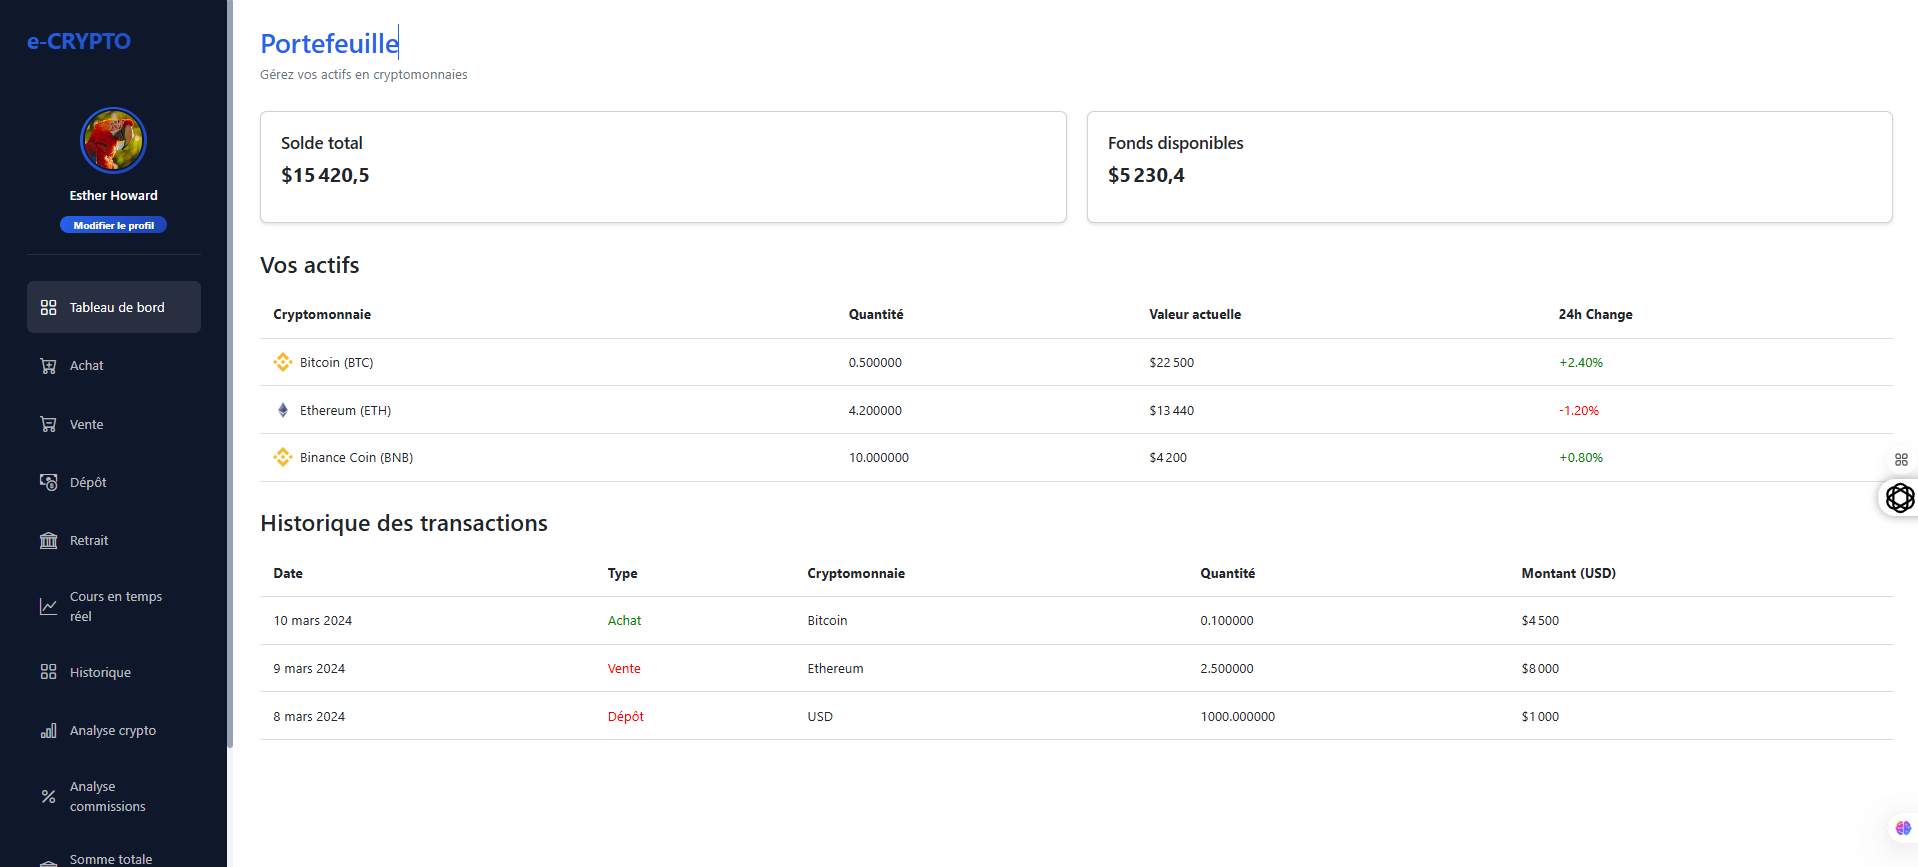 e-CRYPTO
Esther Howard
Modifier le profil
Tableau de bord
Achat
Vente
Dépôt
Retrait
Cours en temps
réel
Historique
Analyse crypto
Analyse
commissions
Somme totale
Portefeuille
Gérez vos actifs en cryptomonnaies
Solde total
$15 420,5
Fonds disponibles
$5 230,4
Vos actifs
Cryptomonnaie Quantité Valeur actuelle 24h Change
Bitcoin (BTC) 0.500000 $22 500 +2.40%
Ethereum (ETH) 4.200000 $13 440 -1.20%
Binance Coin (BNB) 10.000000 $4 200 +0.80%
Historique des transactions
Date Type Cryptomonnaie Quantité Montant (USD)
10 mars 2024 Achat Bitcoin 0.100000 $4 500
9 mars 2024 Vente Ethereum 2.500000 $8 000
8 mars 2024 Dépôt USD 1000.000000 $1 000